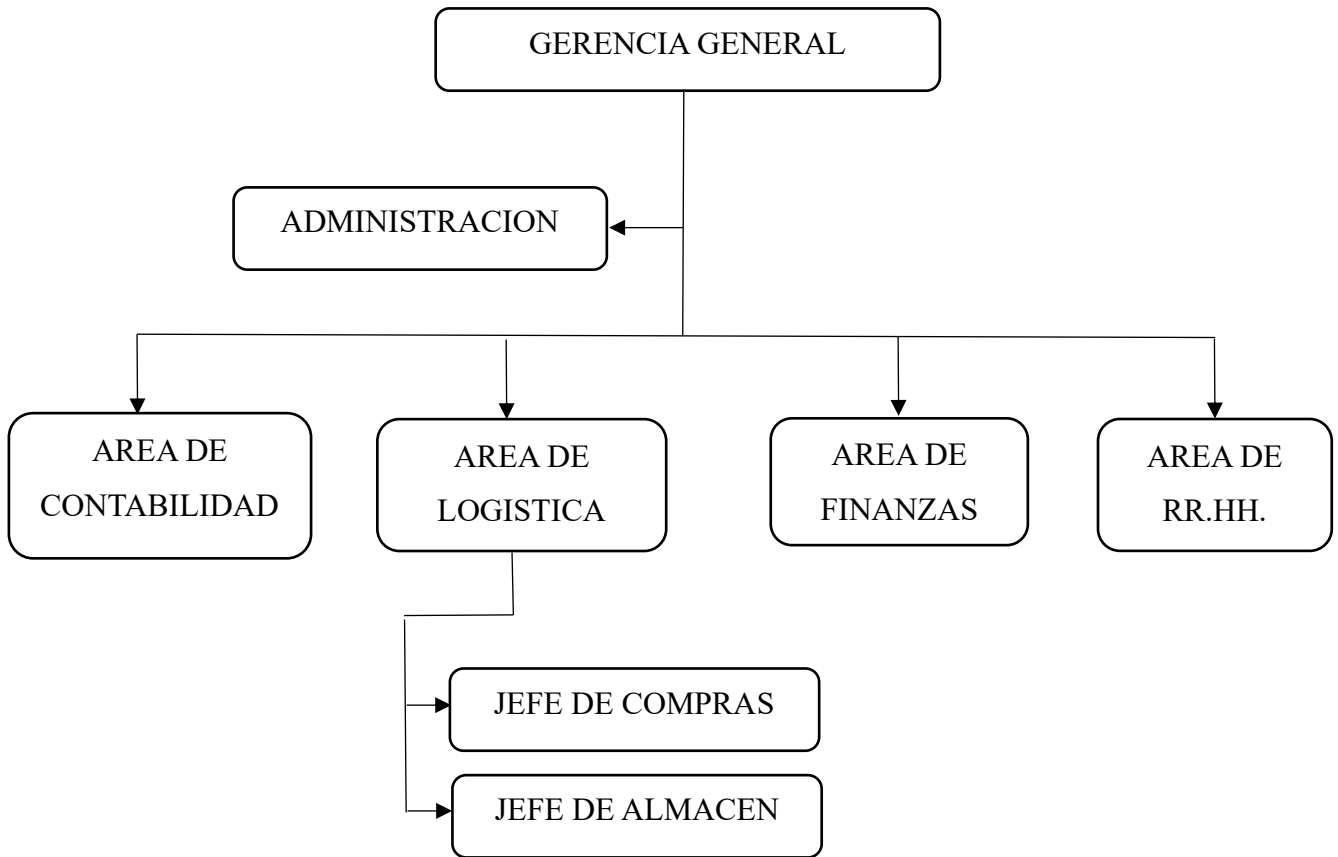 GERENCIA GENERAL
ADMINISTRACION
AREA DE
CONTABILIDAD
AREA DE
LOGISTICA
AREA DE
FINANZAS
AREA DE
RR.HH.
JEFE DE COMPRAS
JEFE DE ALMACEN